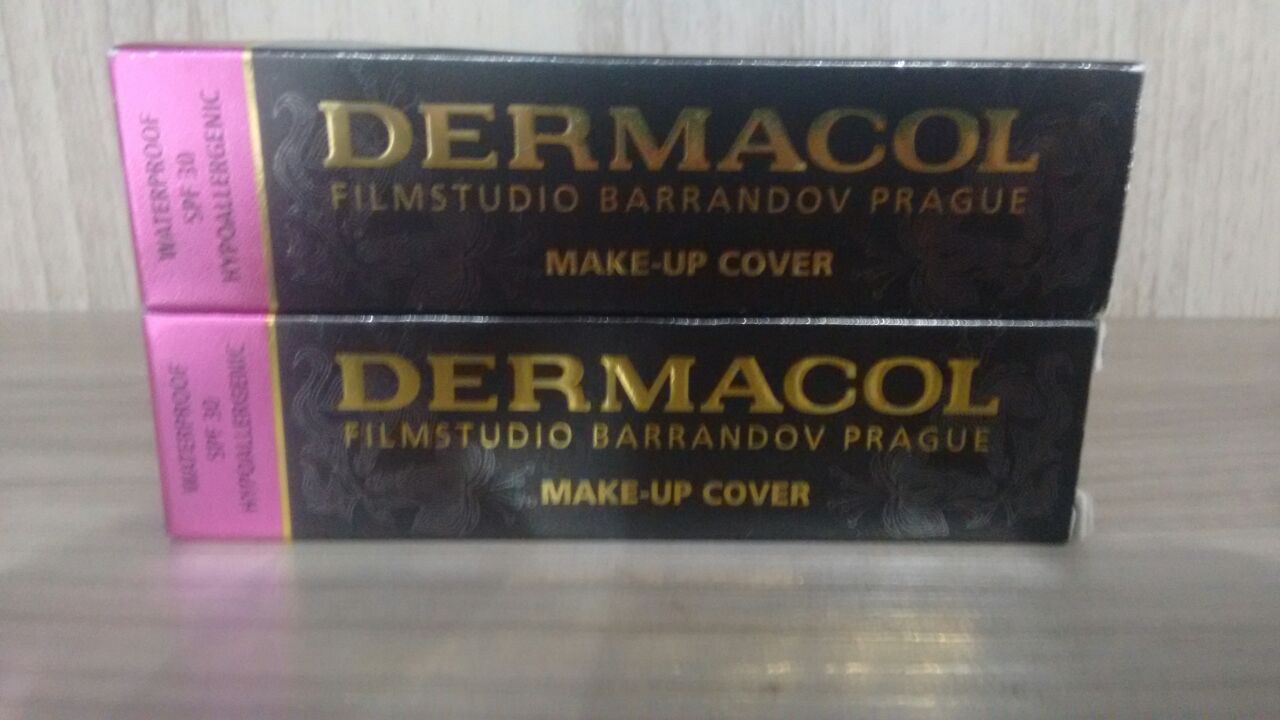 WATERPROOF
SPF 30
HYPOALLERGENIC
DERMACOL
FILMSTUDIO BARRANDOV PRAGUE
MAKE-UP COVER
WATERPROOF
SPF 30
HYPOALLERGENIC
DERMACOL
FILMSTUDIO BARRANDOV PRAGUE
MAKE-UP COVER